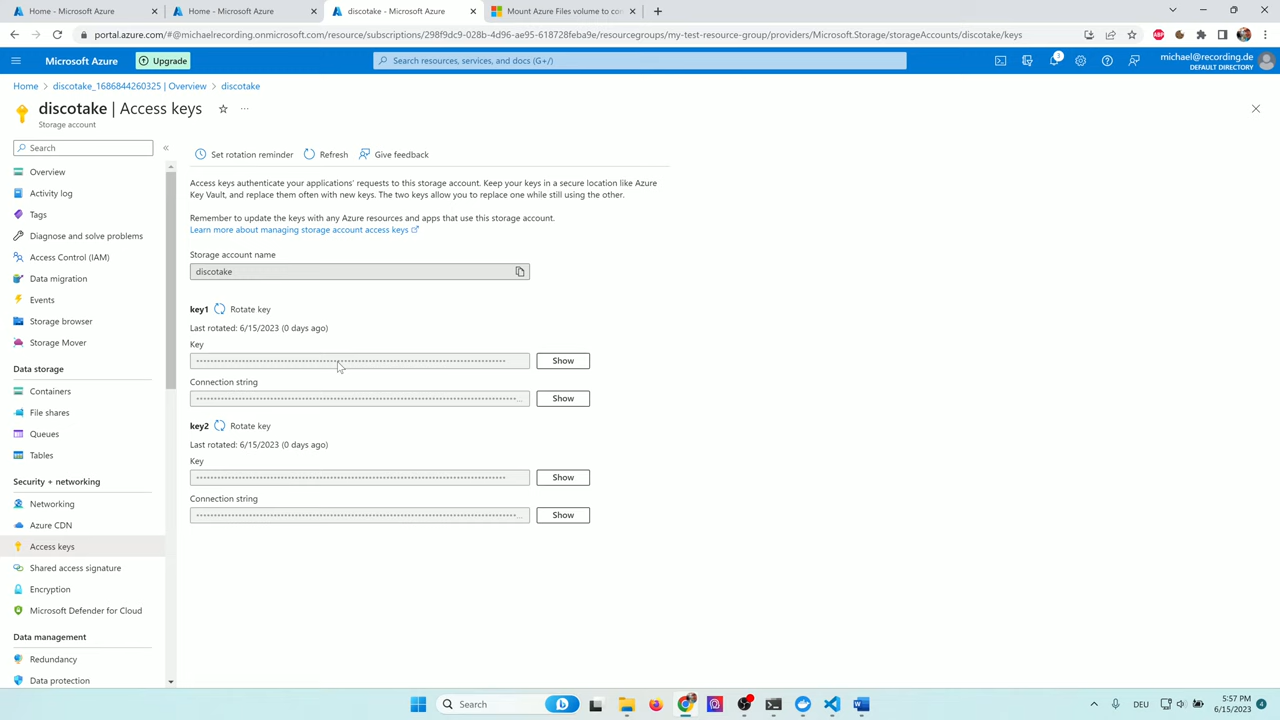 Home - Microsoft Azure
Home - Microsoft Azure
discotake - Microsoft Azure
Mount Azure Files volume to con
portal.azure.com/#@michaelrecording.onmicrosoft.com/resource/subscriptions/298f9dc9-028b-4d96-ae95-618728feba9e/resourcegroups/my-test-resource-group/providers/Microsoft.Storage/storageAccounts/discotake/keys
ABP
Microsoft Azure
Upgrade
Search resources, services, and docs (G+/)
3
michael@recording.de
DEFAULT DIRECTORY
Home > discotake_1686844260325 | Overview > discotake
discotake | Access keys
Storage account
Search
Overview
Activity log
Tags
Diagnose and solve problems
Access Control (IAM)
Data migration
Events
Storage browser
Storage Mover
Data storage
Containers
File shares
Queues
Tables
Security + networking
Networking
Azure CDN
Access keys
Shared access signature
Encryption
Microsoft Defender for Cloud
Data management
Redundancy
Data protection
Set rotation reminder
Refresh
Give feedback
Access keys authenticate your applications' requests to this storage account. Keep your keys in a secure location like Azure
Key Vault, and replace them often with new keys. The two keys allow you to replace one while still using the other.
Remember to update the keys with any Azure resources and apps that use this storage account.
Learn more about managing storage account access keys
Storage account name
discotake
key1 Rotate key
Last rotated: 6/15/2023 (0 days ago)
Key
Show
Connection string
Show
key2 Rotate key
Last rotated: 6/15/2023 (0 days ago)
Key
Show
Connection string
Show
Search
DEU
5:57 PM
6/15/2023